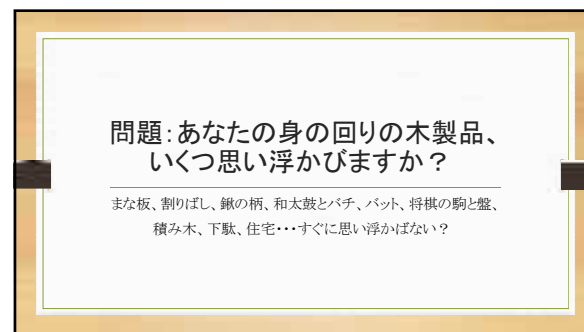 問題：あなたの身の回りの木製品、
いくつ思い浮かびますか？
まな板、割りばし、鍬の柄、和太鼓とバチ、バット、将棋の駒と盤、
積み木、下駄、住宅・・・すぐに思い浮かばない？